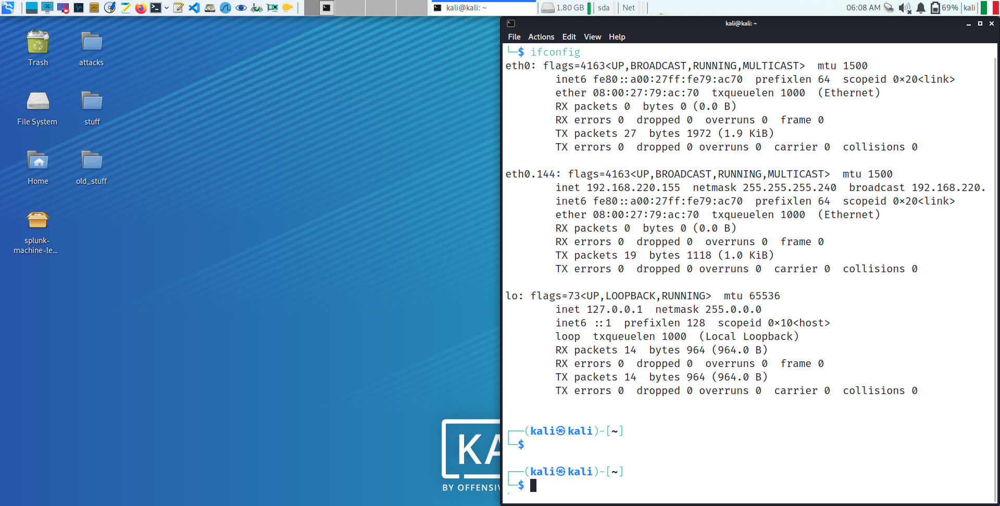 kali@kali: ~
1.80 GB
sda
Net
06:08 AM
69%
kali
Trash
attacks
File System
stuff
Home
old_stuff
splunk-
machine-le...
KA
BY OFFENSIV
kali@kali: ~
File Actions Edit View Help
└─$ ifconfig
eth0: flags=4163<UP,BROADCAST,RUNNING,MULTICAST>  mtu 1500
        inet6 fe80::a00:27ff:fe79:ac70  prefixlen 64  scopeid 0×20<link>
        ether 08:00:27:79:ac:70  txqueuelen 1000  (Ethernet)
        RX packets 0  bytes 0 (0.0 B)
        RX errors 0  dropped 0  overruns 0  frame 0
        TX packets 27  bytes 1972 (1.9 KiB)
        TX errors 0  dropped 0 overruns 0  carrier 0  collisions 0
eth0.144: flags=4163<UP,BROADCAST,RUNNING,MULTICAST>  mtu 1500
        inet 192.168.220.155  netmask 255.255.255.240  broadcast 192.168.220.
        inet6 fe80::a00:27ff:fe79:ac70  prefixlen 64  scopeid 0×20<link>
        ether 08:00:27:79:ac:70  txqueuelen 1000  (Ethernet)
        RX packets 0  bytes 0 (0.0 B)
        RX errors 0  dropped 0  overruns 0  frame 0
        TX packets 19  bytes 1118 (1.0 KiB)
        TX errors 0  dropped 0 overruns 0  carrier 0  collisions 0
lo: flags=73<UP,LOOPBACK,RUNNING>  mtu 65536
        inet 127.0.0.1  netmask 255.0.0.0
        inet6 ::1  prefixlen 128  scopeid 0×10<host>
        loop  txqueuelen 1000  (Local Loopback)
        RX packets 14  bytes 964 (964.0 B)
        RX errors 0  dropped 0  overruns 0  frame 0
        TX packets 14  bytes 964 (964.0 B)
        TX errors 0  dropped 0 overruns 0  carrier 0  collisions 0
┌──(kali㉿kali)-[~]
└─$
┌──(kali㉿kali)-[~]
└─$